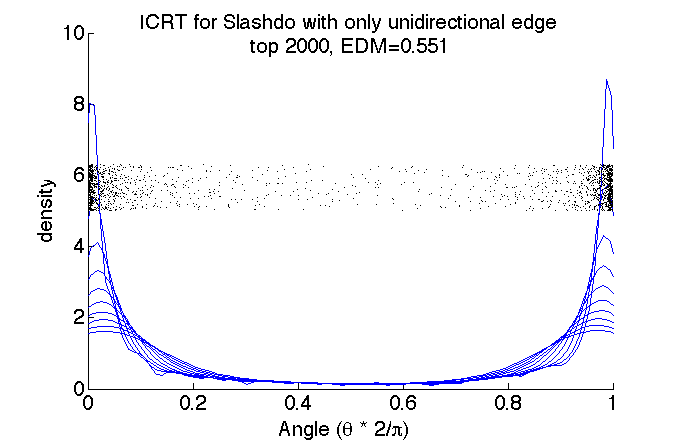 ICRT for Slashdo with only unidirectional edge
top 2000, EDM=0.551
10
8
6
4
2
0
density
0 0.2 0.4 0.6 0.8 1
Angle (θ * 2/π)